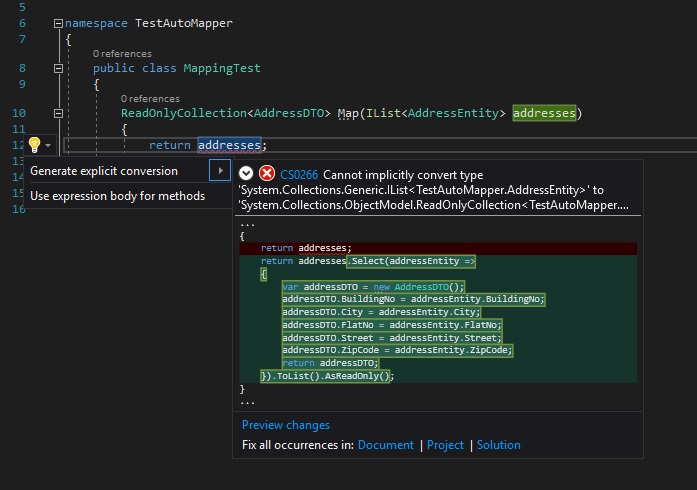 5
6 namespace TestAutoMapper
7 {
0 references
8 public class MappingTest
9 {
0 references
10 ReadOnlyCollection<AddressDTO> Map(IList<AddressEntity> addresses)
11 {
12 return addresses;
Generate explicit conversion
Use expression body for methods
16
CS0266 Cannot implicitly convert type
'System.Collections.Generic.IList<TestAutoMapper.AddressEntity>' to
'System.Collections.ObjectModel.ReadOnlyCollection<TestAutoMapper....
...
{
return addresses;
return addresses.Select(addressEntity =>
{
var addressDTO = new AddressDTO();
addressDTO.BuildingNo = addressEntity.BuildingNo;
addressDTO.City = addressEntity.City;
addressDTO.FlatNo = addressEntity.FlatNo;
addressDTO.Street = addressEntity.Street;
addressDTO.ZipCode = addressEntity.ZipCode;
return addressDTO;
}).ToList().AsReadOnly();
}
...
Preview changes
Fix all occurrences in: Document | Project | Solution